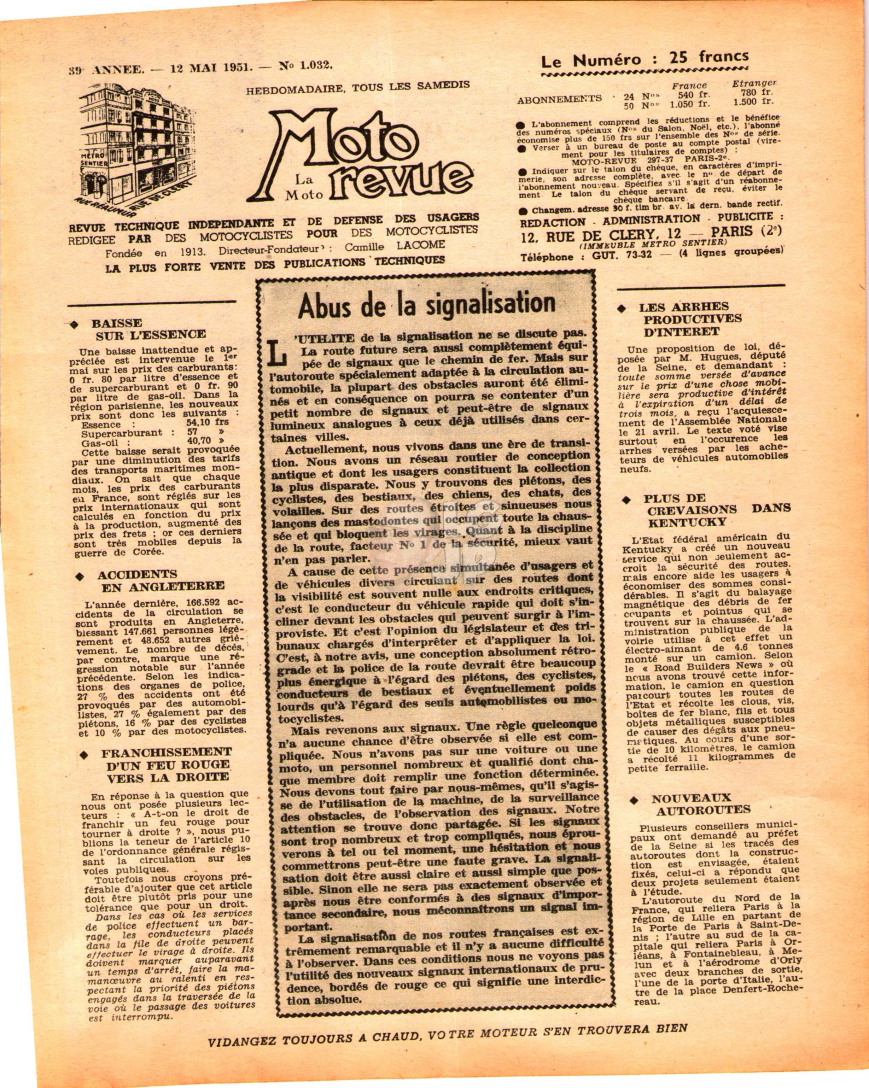 39e ANNEE. — 12 MAI 1951. — No 1.032.
Le Numéro : 25 francs
HEBDOMADAIRE, TOUS LES SAMEDIS
METRO
SENTIER
RUE REAUMUR
RUE DE CLERY
Moto
La
Moto
revue
France Etranger
ABONNEMENTS 24 Nos 540 fr. 780 fr.
50 Nos 1.050 fr. 1.500 fr.
● L'abonnement comprend les réductions et le bénéfice
des numéros spéciaux (Nos du Salon, Noël, etc.), l'abonné
économise plus de 150 frs sur l'ensemble des Nos de série.
● Verser à un bureau de poste au compte postal (vire-
ment pour les titulaires de comptes) :
MOTO-REVUE 297-37 PARIS-2e.
● Indiquer sur le talon du chèque, en caractères d'impri-
merie, son adresse complète, avec le no de départ de
l'abonnement nouveau. Spécifiez s'il s'agit d'un réabonne-
ment. Le talon du chèque servant de reçu, éviter le
chèque bancaire.
● Changem. adresse 30 f. timbr. av. la dern. bande rectif.
REVUE TECHNIQUE INDEPENDANTE ET DE DEFENSE DES USAGERS
REDIGEE PAR DES MOTOCYCLISTES POUR DES MOTOCYCLISTES
Fondée en 1913. Directeur-Fondateur : Camille LACOME
LA PLUS FORTE VENTE DES PUBLICATIONS TECHNIQUES
REDACTION - ADMINISTRATION - PUBLICITE :
12, RUE DE CLERY, 12 — PARIS (2e)
(IMMEUBLE METRO SENTIER)
Téléphone : GUT. 73-32 — (4 lignes groupées)
◆ BAISSE
SUR L'ESSENCE
Une baisse inattendue et ap-
préciée est intervenue le 1er
mai sur les prix des carburants:
0 fr. 80 par litre d'essence et
de supercarburant et 0 fr. 90
par litre de gas-oil. Dans la
région parisienne, les nouveaux
prix sont donc les suivants :
Essence : 54,10 frs
Supercarburant : 57 »
Gas-oil : 40,70 »
Cette baisse serait provoquée
par une diminution des tarifs
des transports maritimes mon-
diaux. On sait que chaque
mois, les prix des carburants
en France, sont réglés sur les
prix internationaux qui sont
calculés en fonction du prix
à la production, augmenté des
prix des frets ; or ces derniers
sont très mobiles depuis la
guerre de Corée.
◆ ACCIDENTS
EN ANGLETERRE
L'année dernière, 166.592 ac-
cidents de la circulation se
sont produits en Angleterre,
blessant 147.661 personnes légè-
rement et 48.652 autres griè-
vement. Le nombre de décès,
par contre, marque une ré-
gression notable sur l'année
précédente. Selon les indica-
tions des organes de police,
27 % des accidents ont été
provoqués par des automobi-
listes, 27 % également par des
piétons, 16 % par des cyclistes
et 10 % par des motocyclistes.
◆ FRANCHISSEMENT
D'UN FEU ROUGE
VERS LA DROITE
En réponse à la question que
nous ont posée plusieurs lec-
teurs : « A-t-on le droit de
franchir un feu rouge pour
tourner à droite ? », nous pu-
blions la teneur de l'article 10
de l'ordonnance générale régis-
sant la circulation sur les
voies publiques.
Toutefois nous croyons pré-
férable d'ajouter que cet article
doit être plutôt pris pour une
tolérance que pour un droit.
Dans les cas où les services
de police effectuent un bar-
rage, les conducteurs placés
dans la file de droite peuvent
effectuer le virage à droite. Ils
doivent marquer auparavant
un temps d'arrêt, faire la ma-
manœuvre au ralenti en res-
pectant la priorité des piétons
engagés dans la traversée de la
voie où le passage des voitures
est interrompu.
Abus de la signalisation
L'UTILITE de la signalisation ne se discute pas.
La route future sera aussi complètement équi-
pée de signaux que le chemin de fer. Mais sur
l'autoroute spécialement adaptée à la circulation au-
tomobile, la plupart des obstacles auront été élimi-
nés et en conséquence on pourra se contenter d'un
petit nombre de signaux et peut-être de signaux
lumineux analogues à ceux déjà utilisés dans cer-
taines villes.
Actuellement, nous vivons dans une ère de transi-
tion. Nous avons un réseau routier de conception
antique et dont les usagers constituent la collection
la plus disparate. Nous y trouvons des piétons, des
cyclistes, des bestiaux, des chiens, des chats, des
volailles. Sur des routes étroites et sinueuses nous
lançons des mastodontes qui occupent toute la chaus-
sée et qui bloquent les virages. Quant à la discipline
de la route, facteur No 1 de la sécurité, mieux vaut
n'en pas parler.
A cause de cette présence simultanée d'usagers et
de véhicules divers circulant sur des routes dont
la visibilité est souvent nulle aux endroits critiques,
c'est le conducteur du véhicule rapide qui doit s'in-
cliner devant les obstacles qui peuvent surgir à l'im-
proviste. Et c'est l'opinion du législateur et des tri-
bunaux chargés d'interpréter et d'appliquer la loi.
C'est, à notre avis, une conception absolument rétro-
grade et la police de la route devrait être beaucoup
plus énergique à l'égard des piétons, des cyclistes,
conducteurs de bestiaux et éventuellement poids
lourds qu'à l'égard des seuls automobilistes ou mo-
tocyclistes.
Mais revenons aux signaux. Une règle quelconque
n'a aucune chance d'être observée si elle est com-
pliquée. Nous n'avons pas sur une voiture ou une
moto, un personnel nombreux et qualifié dont cha-
que membre doit remplir une fonction déterminée.
Nous devons tout faire par nous-mêmes, qu'il s'agis-
se de l'utilisation de la machine, de la surveillance
des obstacles, de l'observation des signaux. Notre
attention se trouve donc partagée. Si les signaux
sont trop nombreux et trop compliqués, nous éprou-
verons à tel ou tel moment, une hésitation et nous
commettrons peut-être une faute grave. La signali-
sation doit être aussi claire et aussi simple que pos-
sible. Sinon elle ne sera pas exactement observée et
après nous être conformés à des signaux d'impor-
tance secondaire, nous méconnaîtrons un signal im-
portant.
La signalisation de nos routes françaises est ex-
trêmement remarquable et il n'y a aucune difficulté
à l'observer. Dans ces conditions nous ne voyons pas
l'utilité des nouveaux signaux internationaux de pru-
dence, bordés de rouge ce qui signifie une interdic-
tion absolue.
◆ LES ARRHES
PRODUCTIVES
D'INTERET
Une proposition de loi, dé-
posée par M. Hugues, député
de la Seine, et demandant :
toute somme versée d'avance
sur le prix d'une chose mobi-
lière sera productive d'intérêt
à l'expiration d'un délai de
trois mois, a reçu l'acquiesce-
ment de l'Assemblée Nationale
le 21 avril. Le texte voté vise
surtout en l'occurence les
arrhes versées par les ache-
teurs de véhicules automobiles
neufs.
◆ PLUS DE
CREVAISONS DANS
KENTUCKY
L'Etat fédéral américain du
Kentucky a créé un nouveau
service qui non seulement ac-
croît la sécurité des routes.
mais encore aide les usagers à
économiser des sommes consi-
dérables. Il s'agit du balayage
magnétique des débris de fer
coupants et pointus qui se
trouvent sur la chaussée. L'ad-
ministration publique de la
voirie utilise à cet effet un
électro-aimant de 4.6 tonnes
monté sur un camion. Selon
le « Road Builders News » où
nous avons trouvé cette infor-
mation, le camion en question
parcourt toutes les routes de
l'Etat et récolte les clous, vis,
boîtes de fer blanc, fils et tous
objets métalliques susceptibles
de causer des dégâts aux pneu-
matiques. Au cours d'une sor-
tie de 10 kilomètres, le camion
a récolté 11 kilogrammes de
petite ferraille.
◆ NOUVEAUX
AUTOROUTES
Plusieurs conseillers munici-
paux ont demandé au préfet
de la Seine si les tracés des
autoroutes dont la construc-
tion est envisagée, étaient
fixés, celui-ci a répondu que
deux projets seulement étaient
à l'étude.
L'autoroute du Nord de la
France, qui reliera Paris à la
région de Lille en partant de
la Porte de Paris à Saint-De-
nis ; l'autre au sud de la ca-
pitale qui reliera Paris à Or-
léans, à Fontainebleau, à Me-
lun et à l'aérodrome d'Orly
avec deux branches de sortie,
l'une de la porte d'Italie, l'au-
tre de la place Denfert-Roche-
reau.
VIDANGEZ TOUJOURS A CHAUD, VOTRE MOTEUR S'EN TROUVERA BIEN